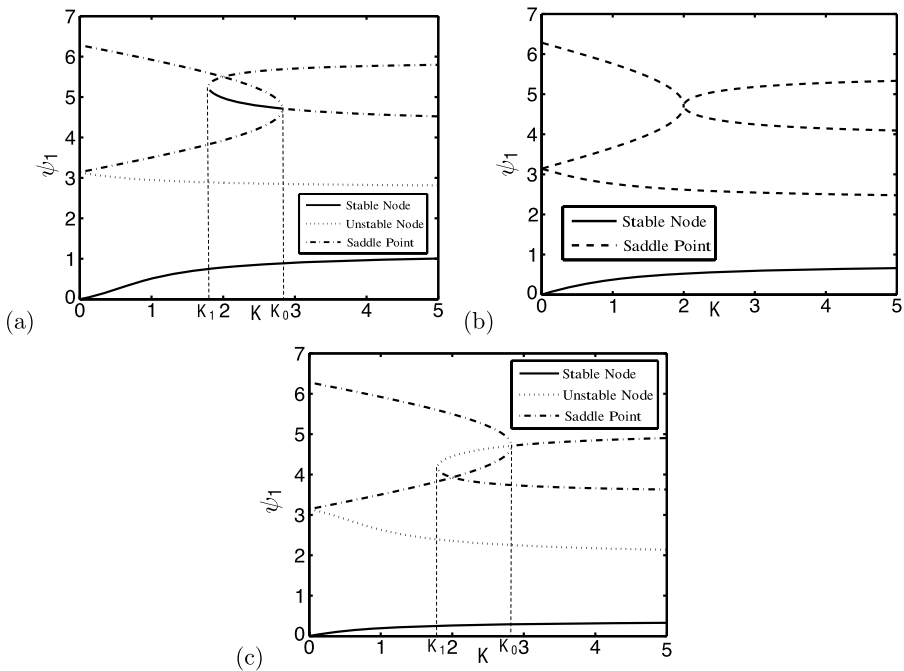 7
6
5
4
3
2
1
0
ψ1
Stable Node
Unstable Node
Saddle Point
0 1 K1 2 K K0 3 4 5
(a)
7
6
5
4
3
2
1
0
ψ1
Stable Node
Saddle Point
0 1 2 K 3 4 5
(b)
7
6
5
4
3
2
1
0
ψ1
Stable Node
Unstable Node
Saddle Point
0 1 K1 2 K K0 3 4 5
(c)